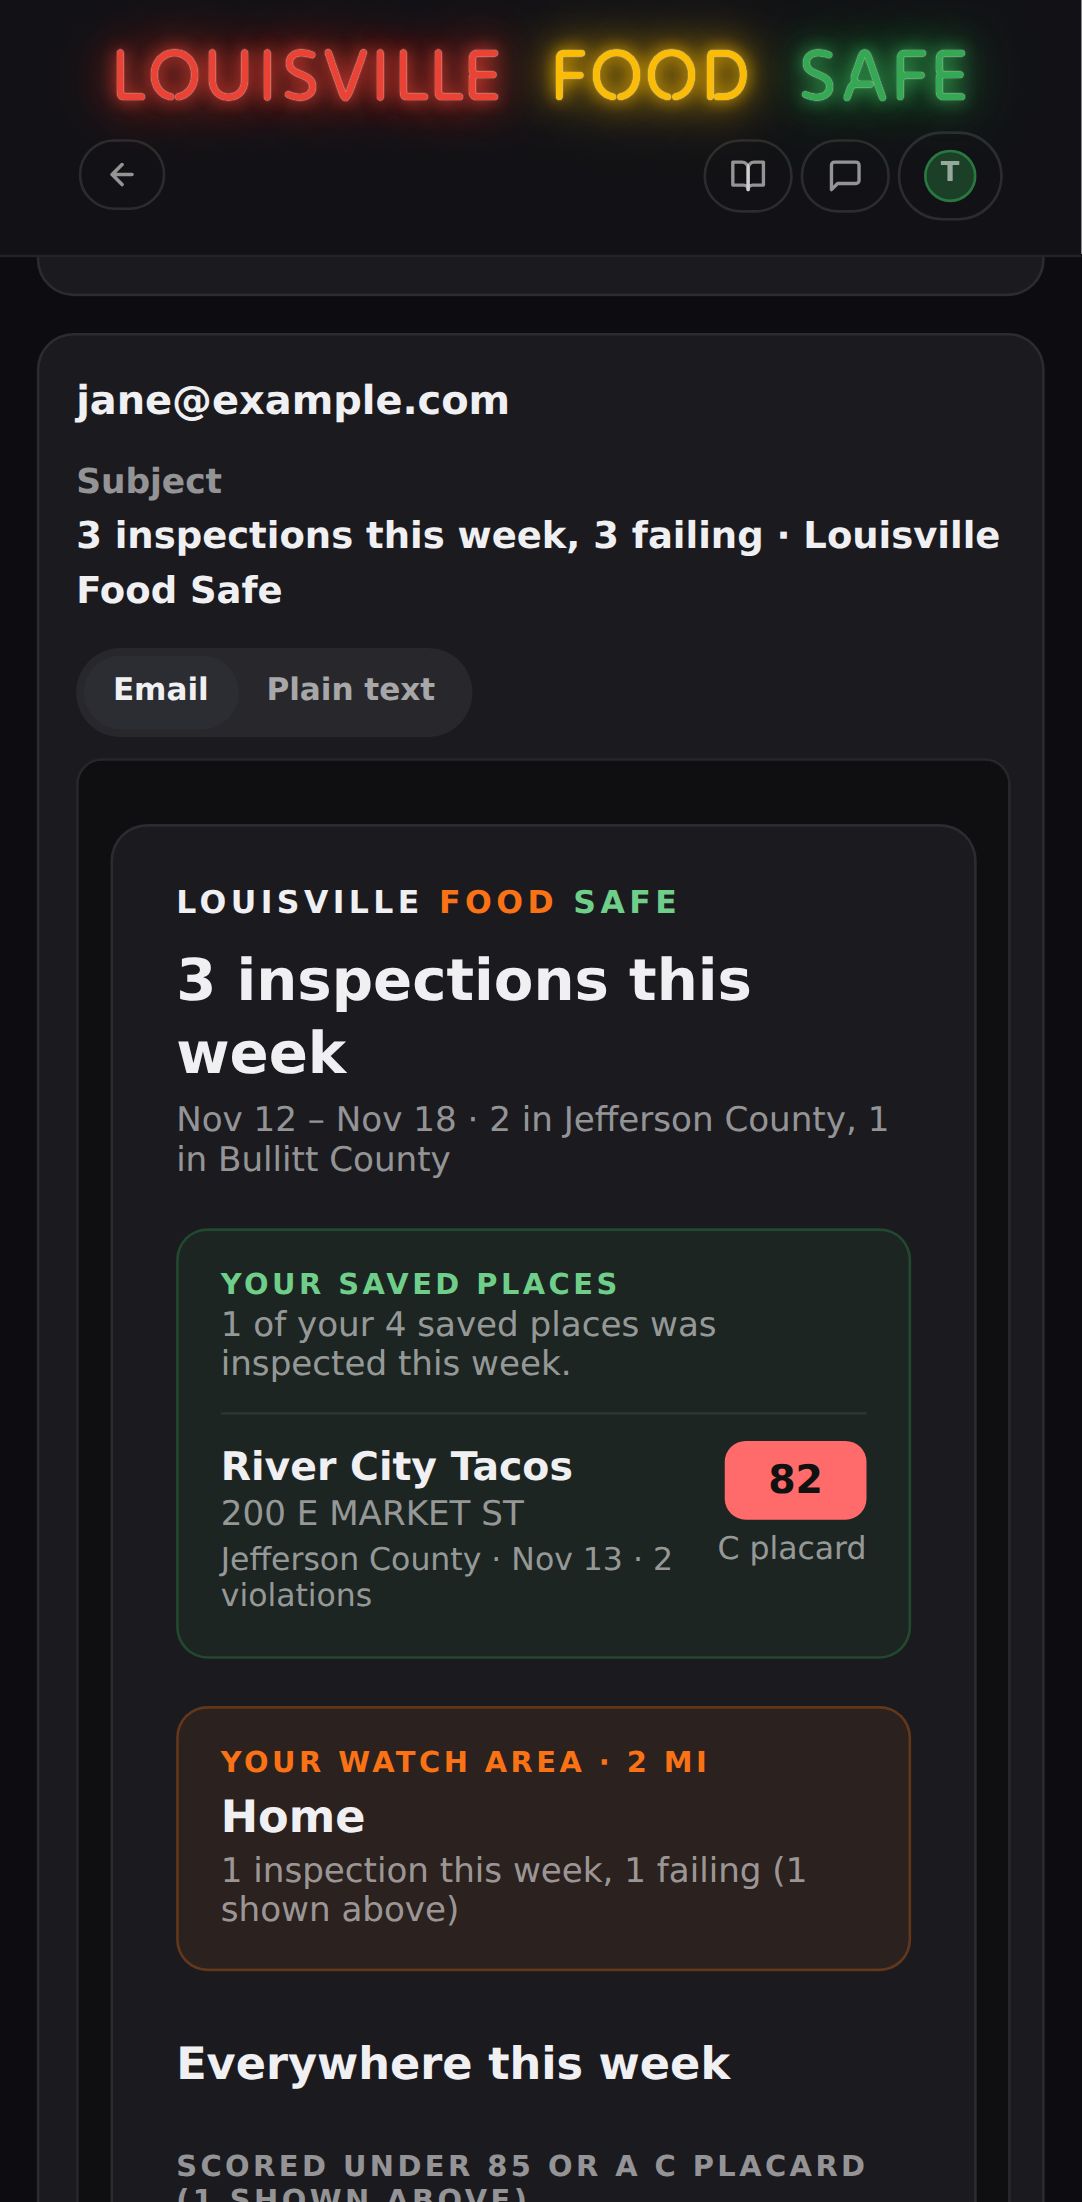 LOUISVILLE FOOD SAFE
T
jane@example.com
Subject
3 inspections this week, 3 failing · Louisville
Food Safe
Email Plain text
LOUISVILLE FOOD SAFE
3 inspections this
week
Nov 12 – Nov 18 · 2 in Jefferson County, 1
in Bullitt County
YOUR SAVED PLACES
1 of your 4 saved places was
inspected this week.
River City Tacos
82
200 E MARKET ST
C placard
Jefferson County · Nov 13 · 2
violations
YOUR WATCH AREA · 2 MI
Home
1 inspection this week, 1 failing (1
shown above)
Everywhere this week
SCORED UNDER 85 OR A C PLACARD
(1 SHOWN ABOVE)